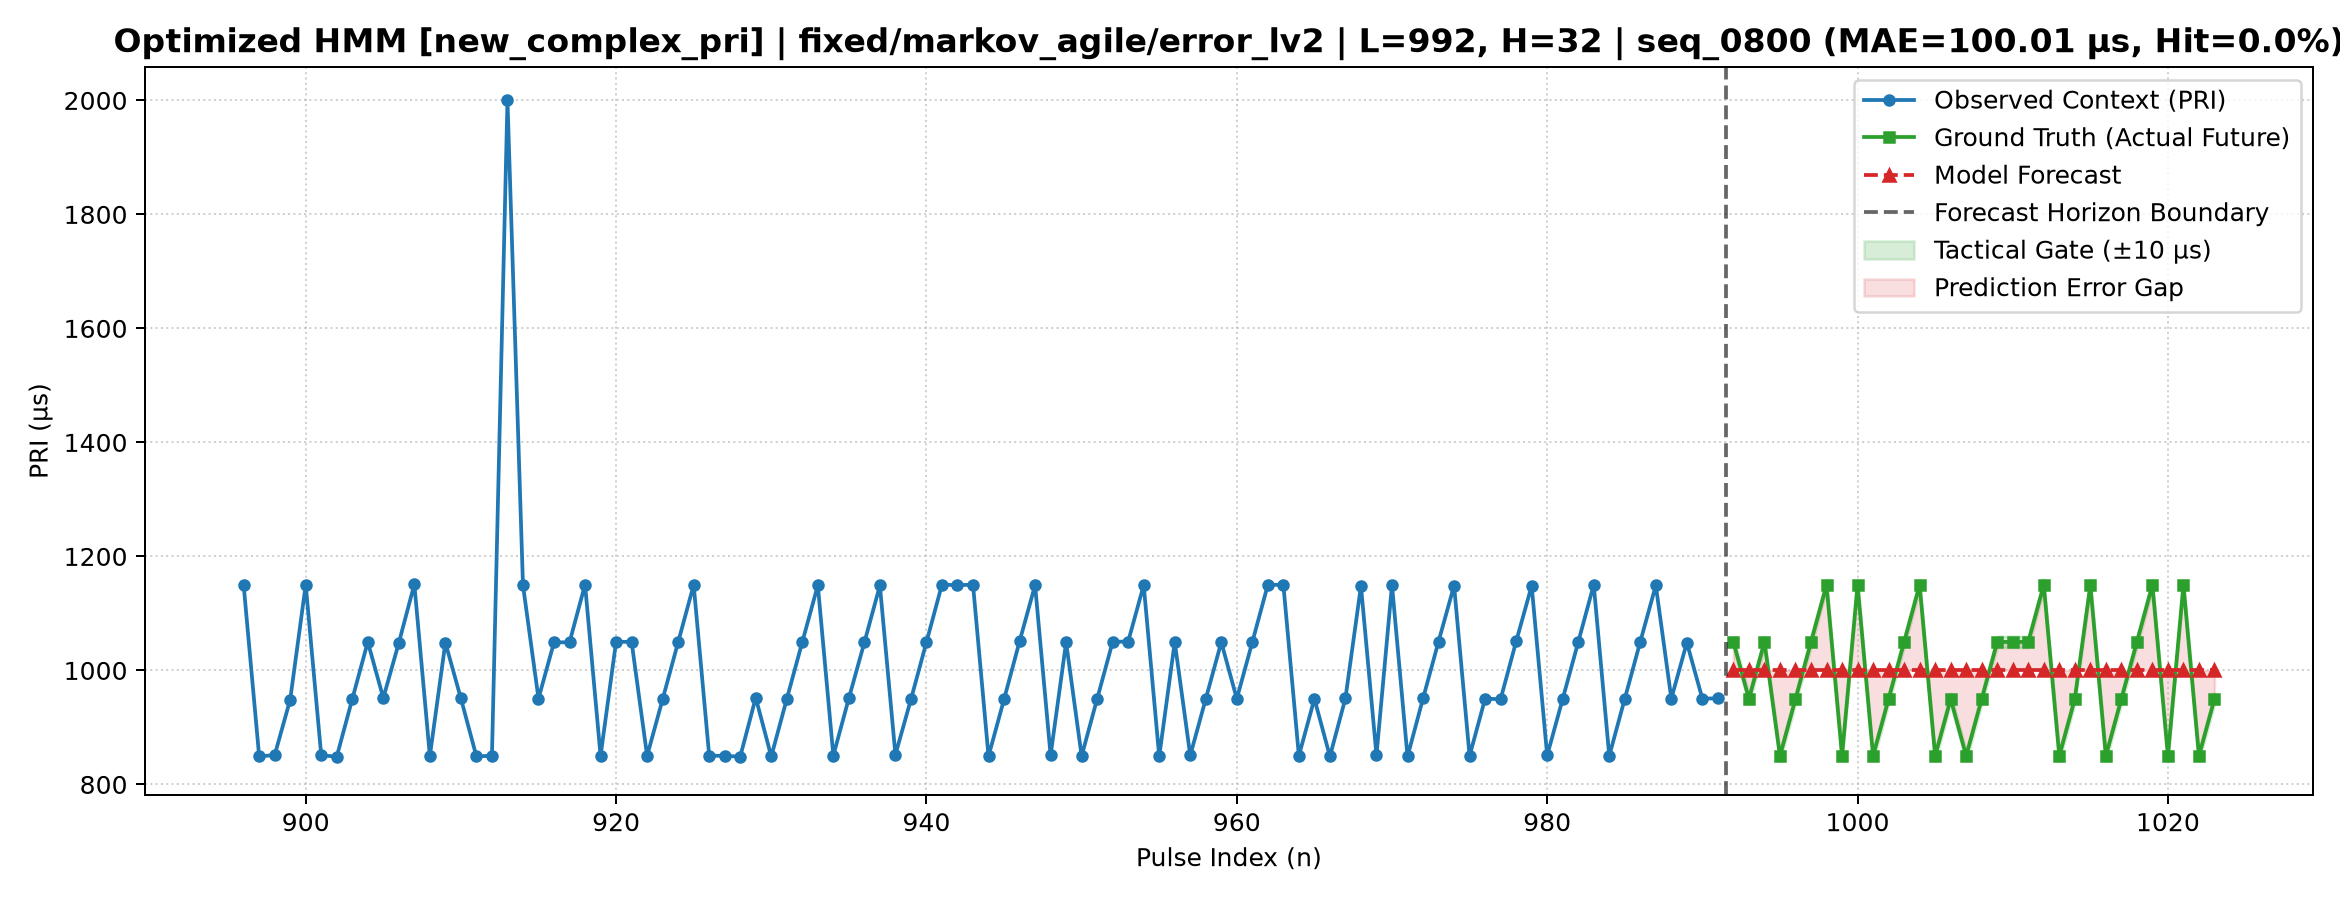 Optimized HMM [new_complex_pri] | fixed/markov_agile/error_lv2 | L=992, H=32 | seq_0800 (MAE=100.01 µs, Hit=0.0%)
Observed Context (PRI)
Ground Truth (Actual Future)
Model Forecast
Forecast Horizon Boundary
Tactical Gate (±10 µs)
Prediction Error Gap
PRI (µs)
2000
1800
1600
1400
1200
1000
800
900
920
940
960
980
1000
1020
Pulse Index (n)